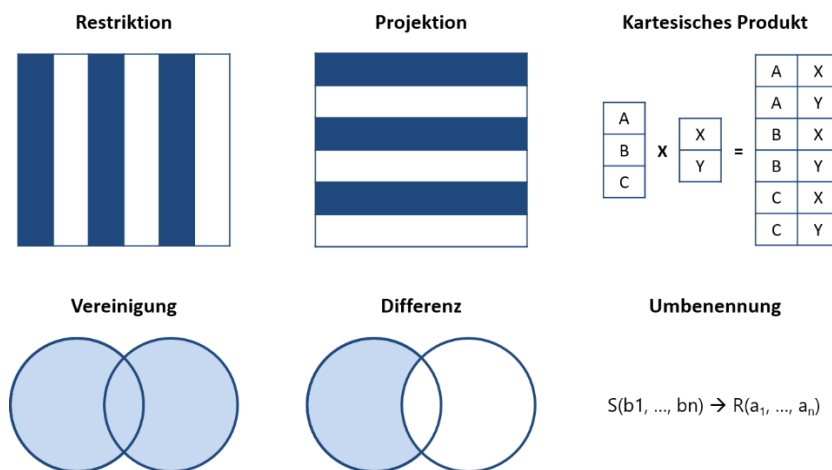 Restriktion
Projektion
Kartesisches Produkt
A
B
C
X
X
Y
=
A X
A Y
B X
B Y
C X
C Y
Vereinigung
Differenz
Umbenennung
S(b1, ..., bn) → R(a₁, ..., aₙ)